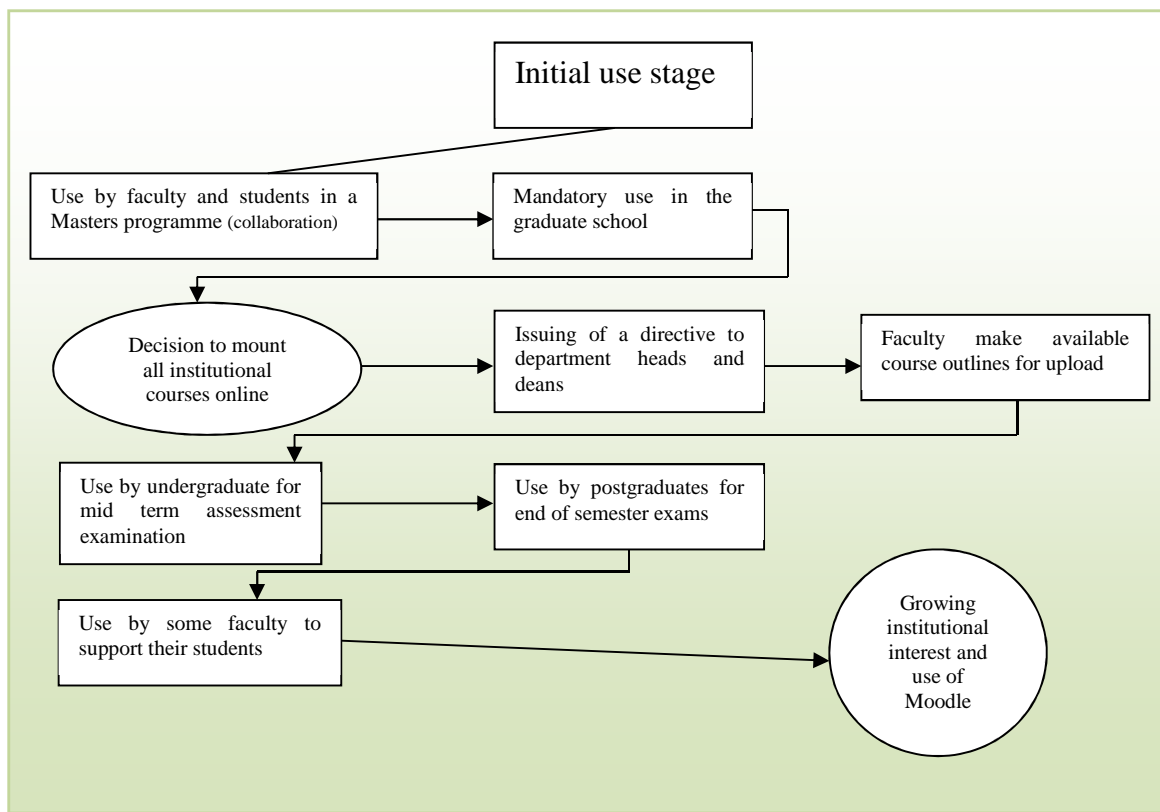 Initial use stage
Use by faculty and students in a
Masters programme (collaboration)
Mandatory use in the
graduate school
Decision to mount
all institutional
courses online
Issuing of a directive to
department heads and
deans
Faculty make available
course outlines for upload
Use by undergraduate for
mid term assessment
examination
Use by postgraduates for
end of semester exams
Use by some faculty to
support their students
Growing
institutional
interest and
use of
Moodle